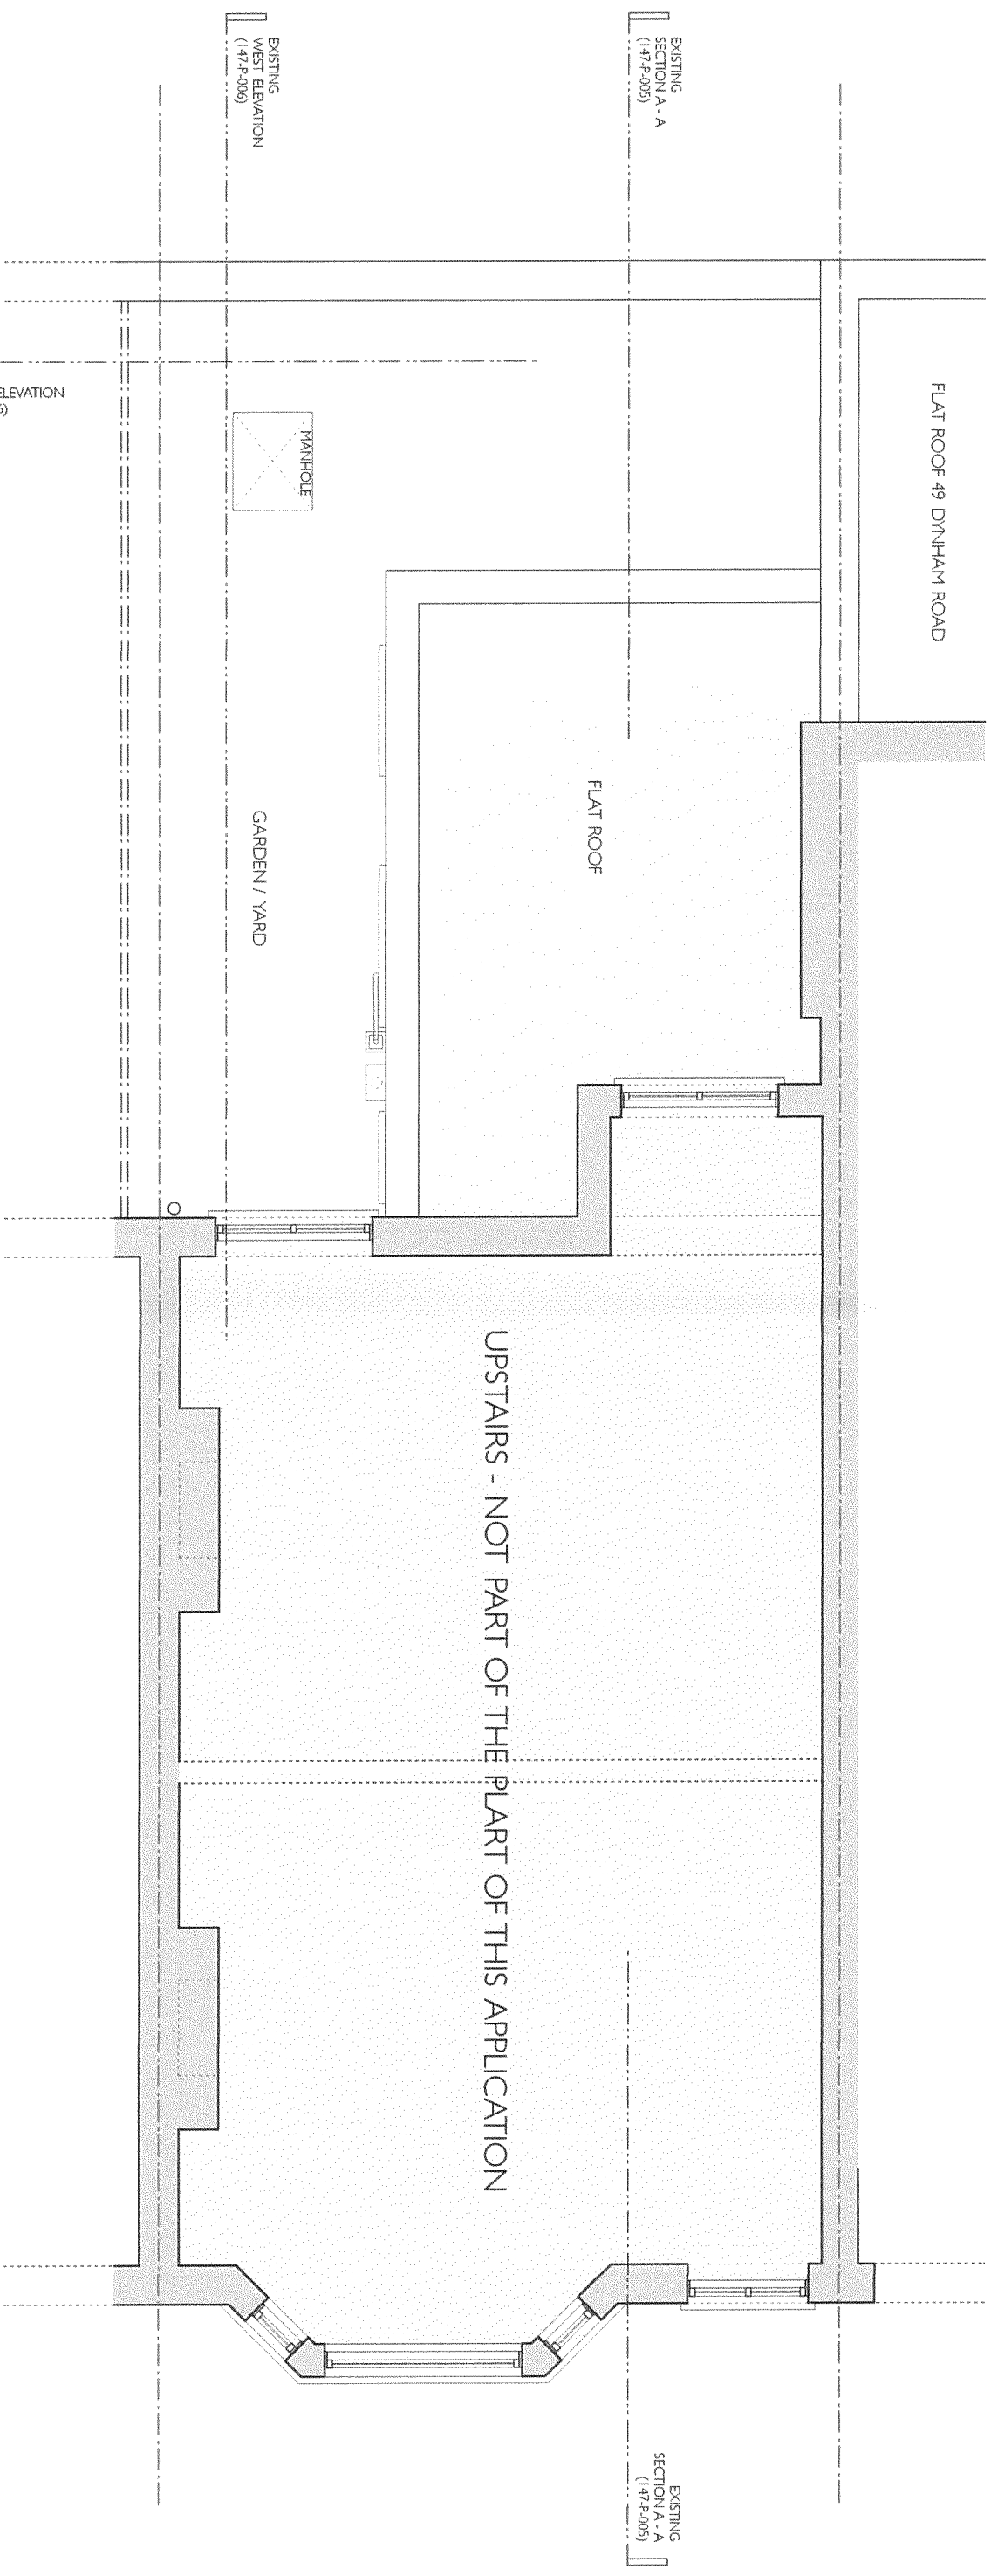 EXISTING
WEST ELEVATION
(147-P-006)
EXISTING
SECTION A - A
(147-P-005)
FLAT ROOF 49 DYNHAM ROAD
MANHOLE
FLAT ROOF
GARDEN / YARD
UPSTAIRS - NOT PART OF THE PLART OF THIS APPLICATION
EXISTING
SECTION A - A
(147-P-005)
ELEVATION